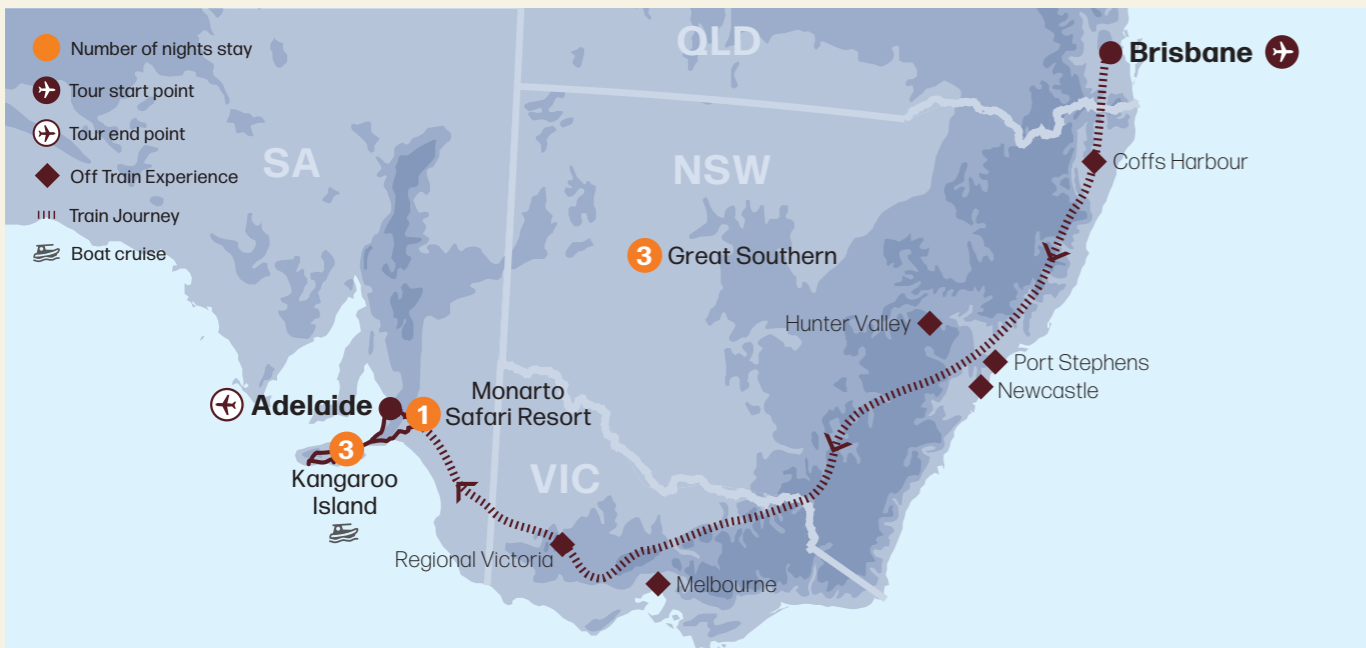 Number of nights stay
Tour start point
Tour end point
Off Train Experience
Train Journey
Boat cruise
QLD
Brisbane
SA
NSW
Coffs Harbour
3 Great Southern
Hunter Valley
Port Stephens
Newcastle
Adelaide
1
Monarto
Safari Resort
3
Kangaroo
Island
VIC
Regional Victoria
Melbourne